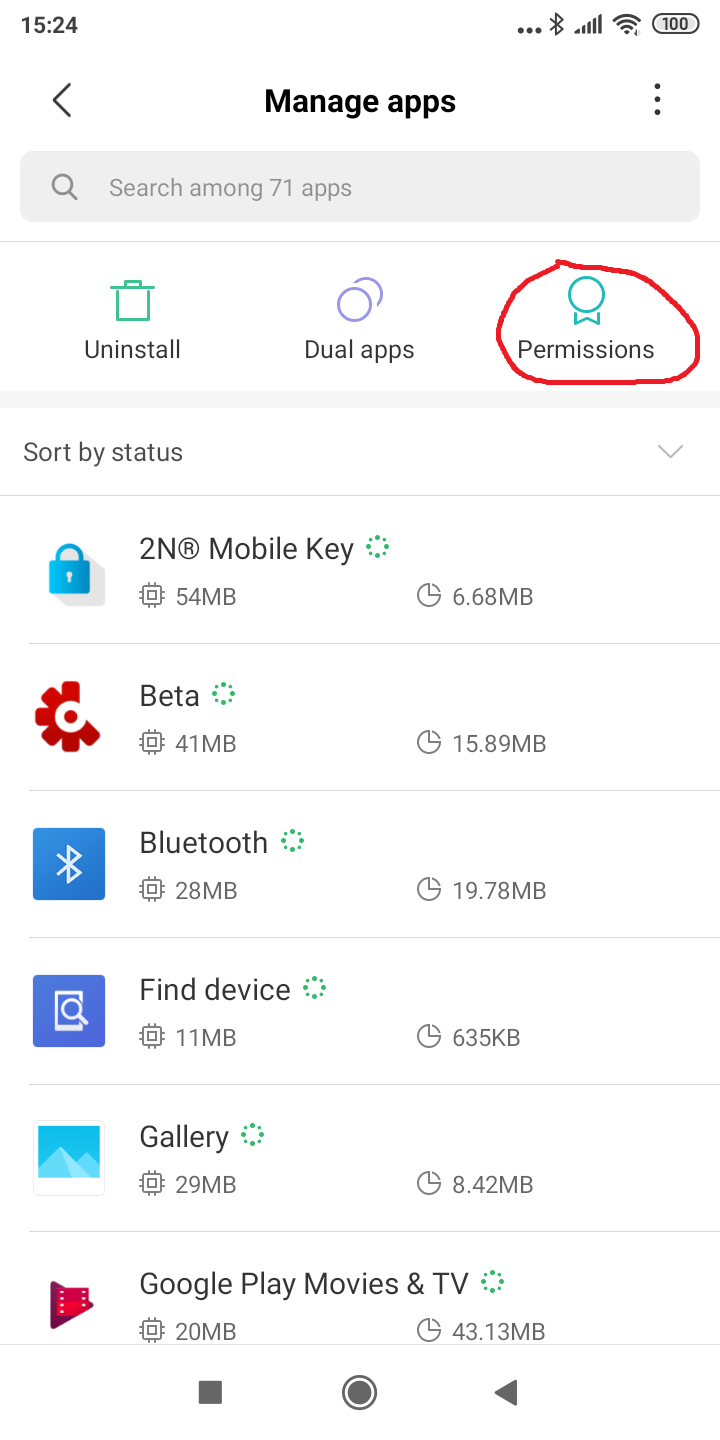 15:24 100
Manage apps
Search among 71 apps
Uninstall Dual apps Permissions
Sort by status
2N® Mobile Key
54MB 6.68MB
Beta
41MB 15.89MB
Bluetooth
28MB 19.78MB
Find device
11MB 635KB
Gallery
29MB 8.42MB
Google Play Movies & TV
20MB 43.13MB